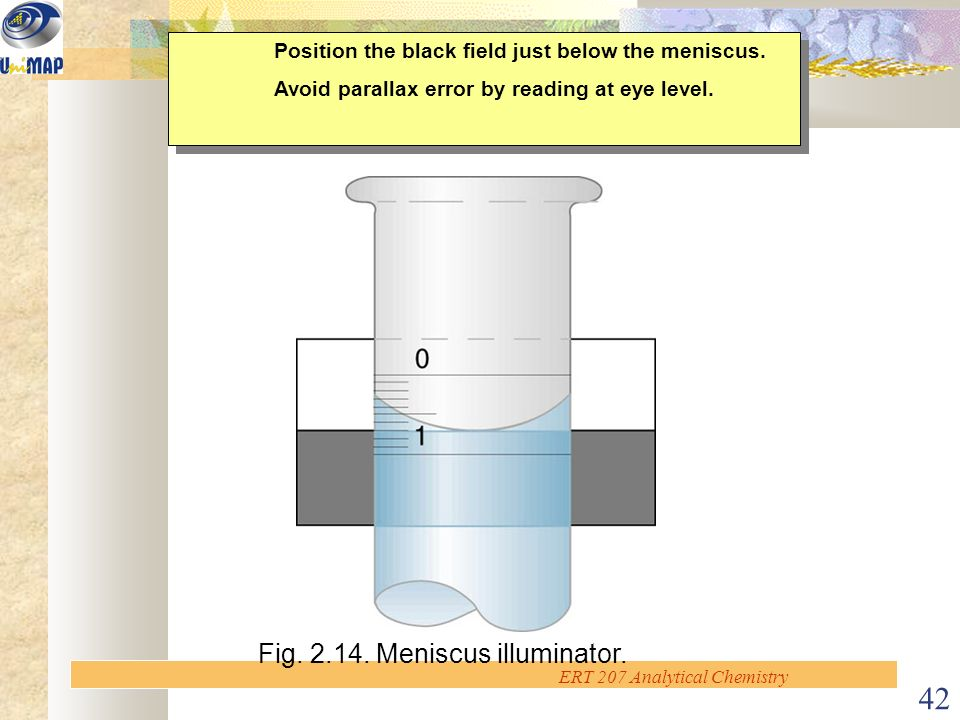 UniMAP
Position the black field just below the meniscus.
Avoid parallax error by reading at eye level.
0
1
Fig. 2.14. Meniscus illuminator.
ERT 207 Analytical Chemistry
42